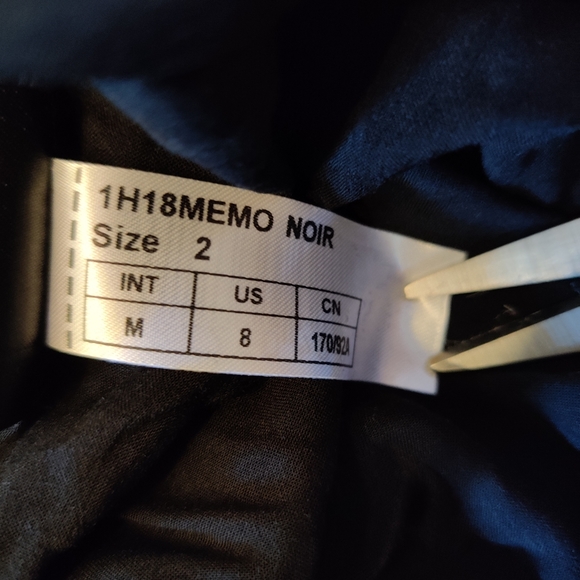 1H18MEMO NOIR
Size 2
INT US CN
M 8 170/92A